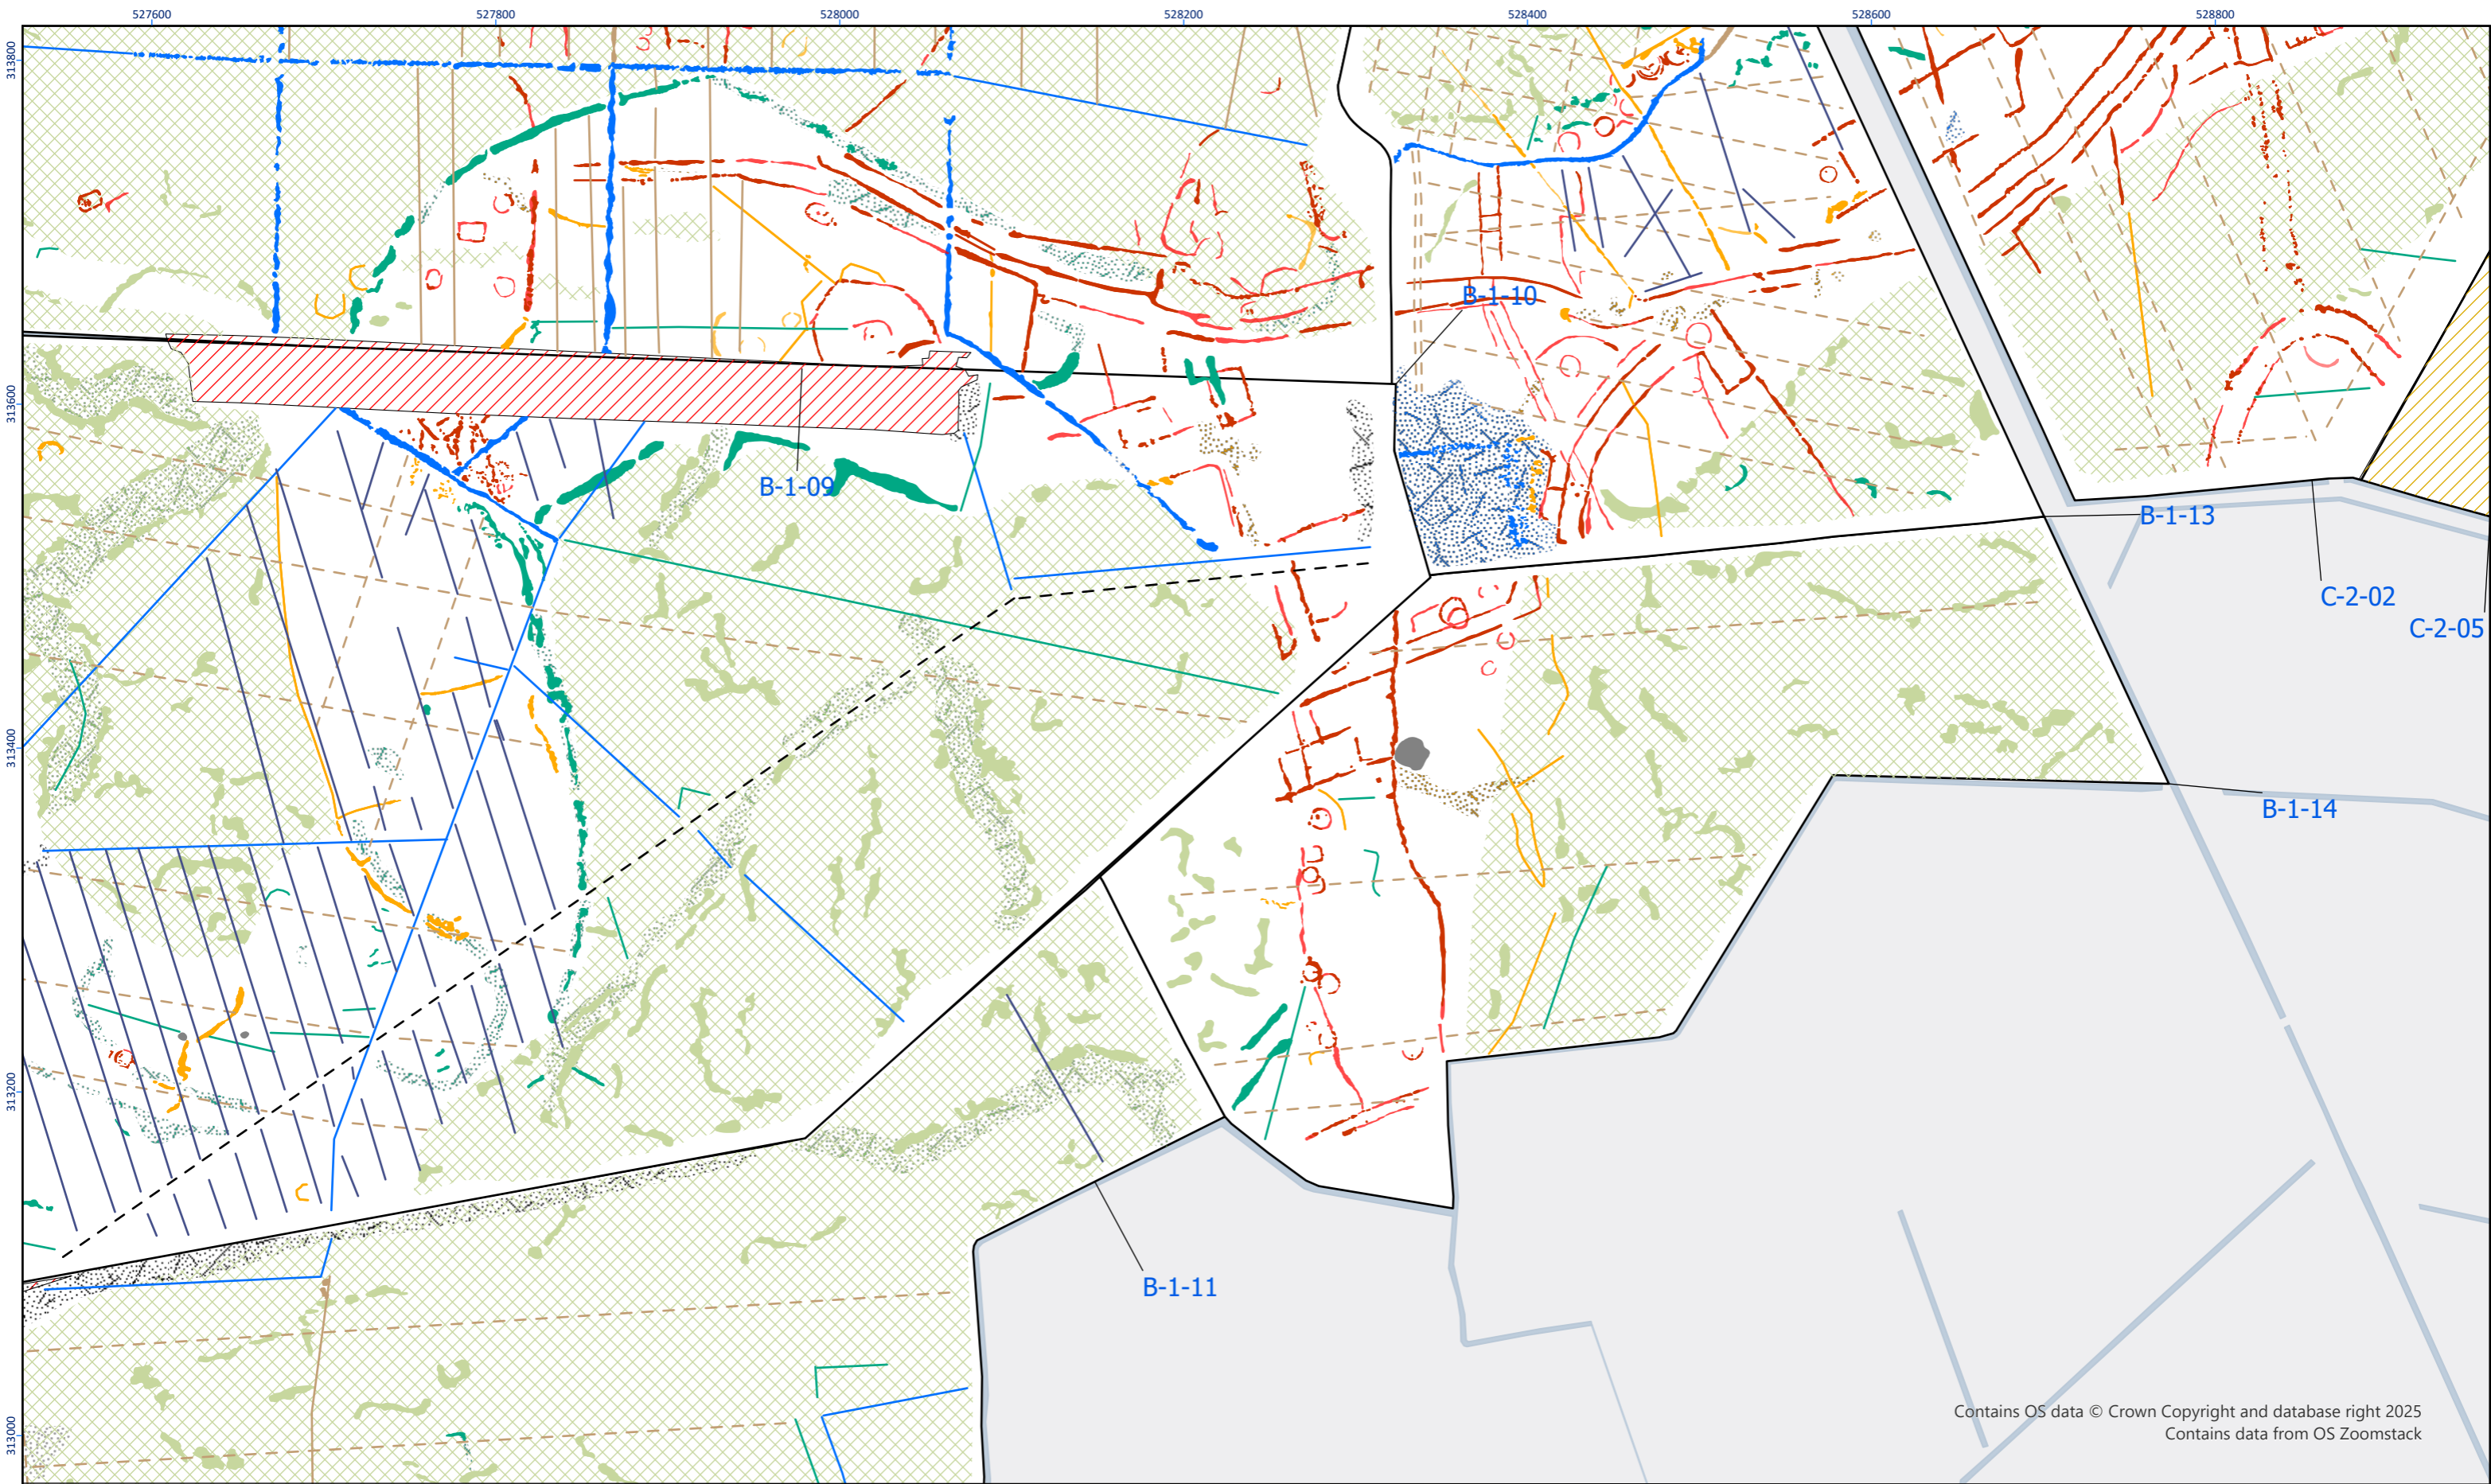 527600
527800
528000
528200
528400
528600
528800
313800
313600
313400
313200
313000
B-1-10
B-1-09
B-1-13
C-2-02
C-2-05
B-1-14
B-1-11
Contains OS data © Crown Copyright and database right 2025
Contains data from OS Zoomstack